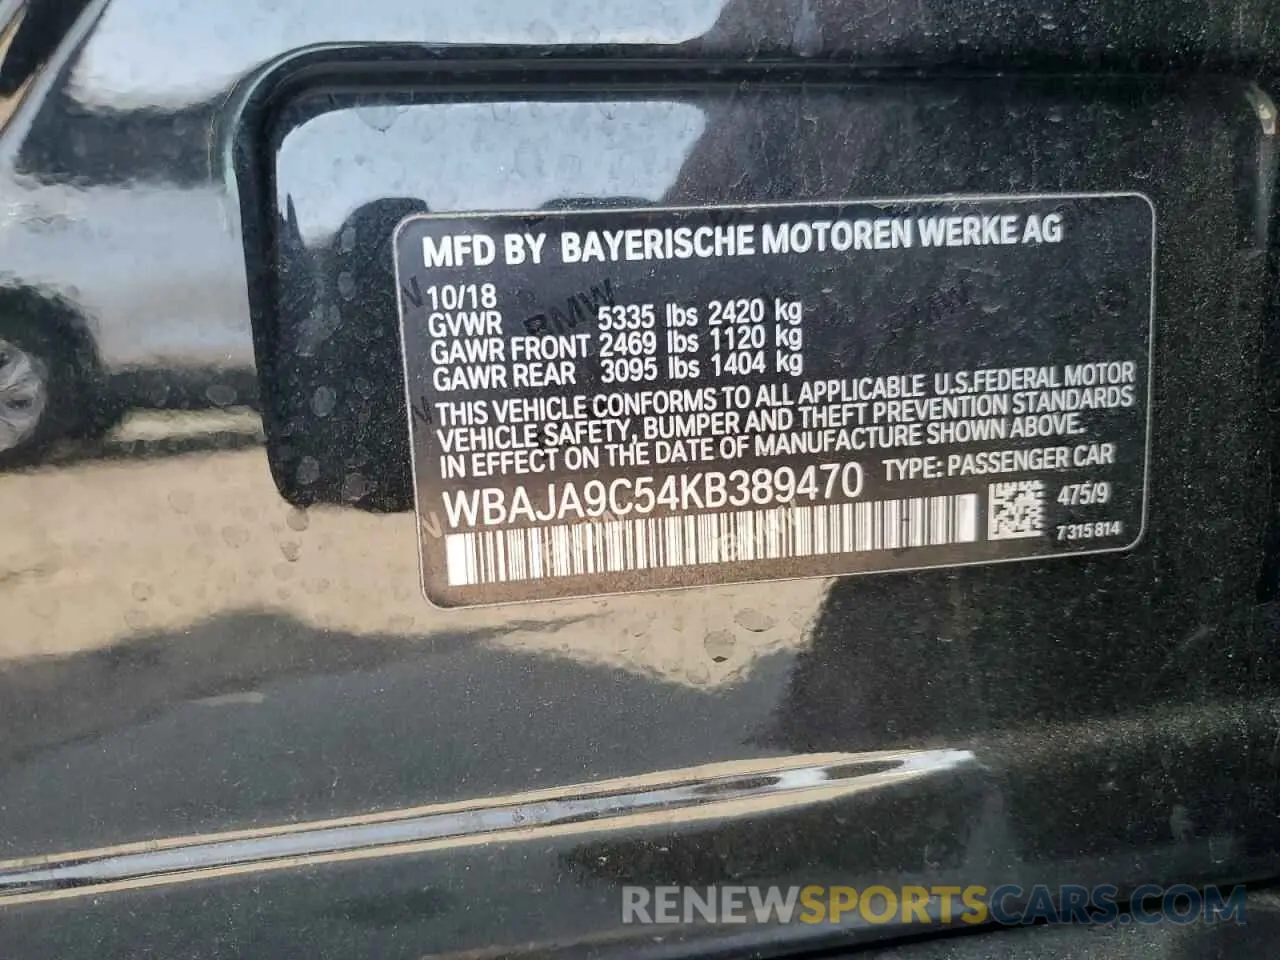 MFD BY BAYERISCHE MOTOREN WERKE AG
10/18
GVWR 5335 lbs 2420 kg
GAWR FRONT 2469 lbs 1120 kg
GAWR REAR 3095 lbs 1404 kg
THIS VEHICLE CONFORMS TO ALL APPLICABLE U.S.FEDERAL MOTOR
VEHICLE SAFETY, BUMPER AND THEFT PREVENTION STANDARDS
IN EFFECT ON THE DATE OF MANUFACTURE SHOWN ABOVE.
WBAJA9C54KB389470 TYPE: PASSENGER CAR
475/9
7315814
RENEWSPORTSCARS.COM